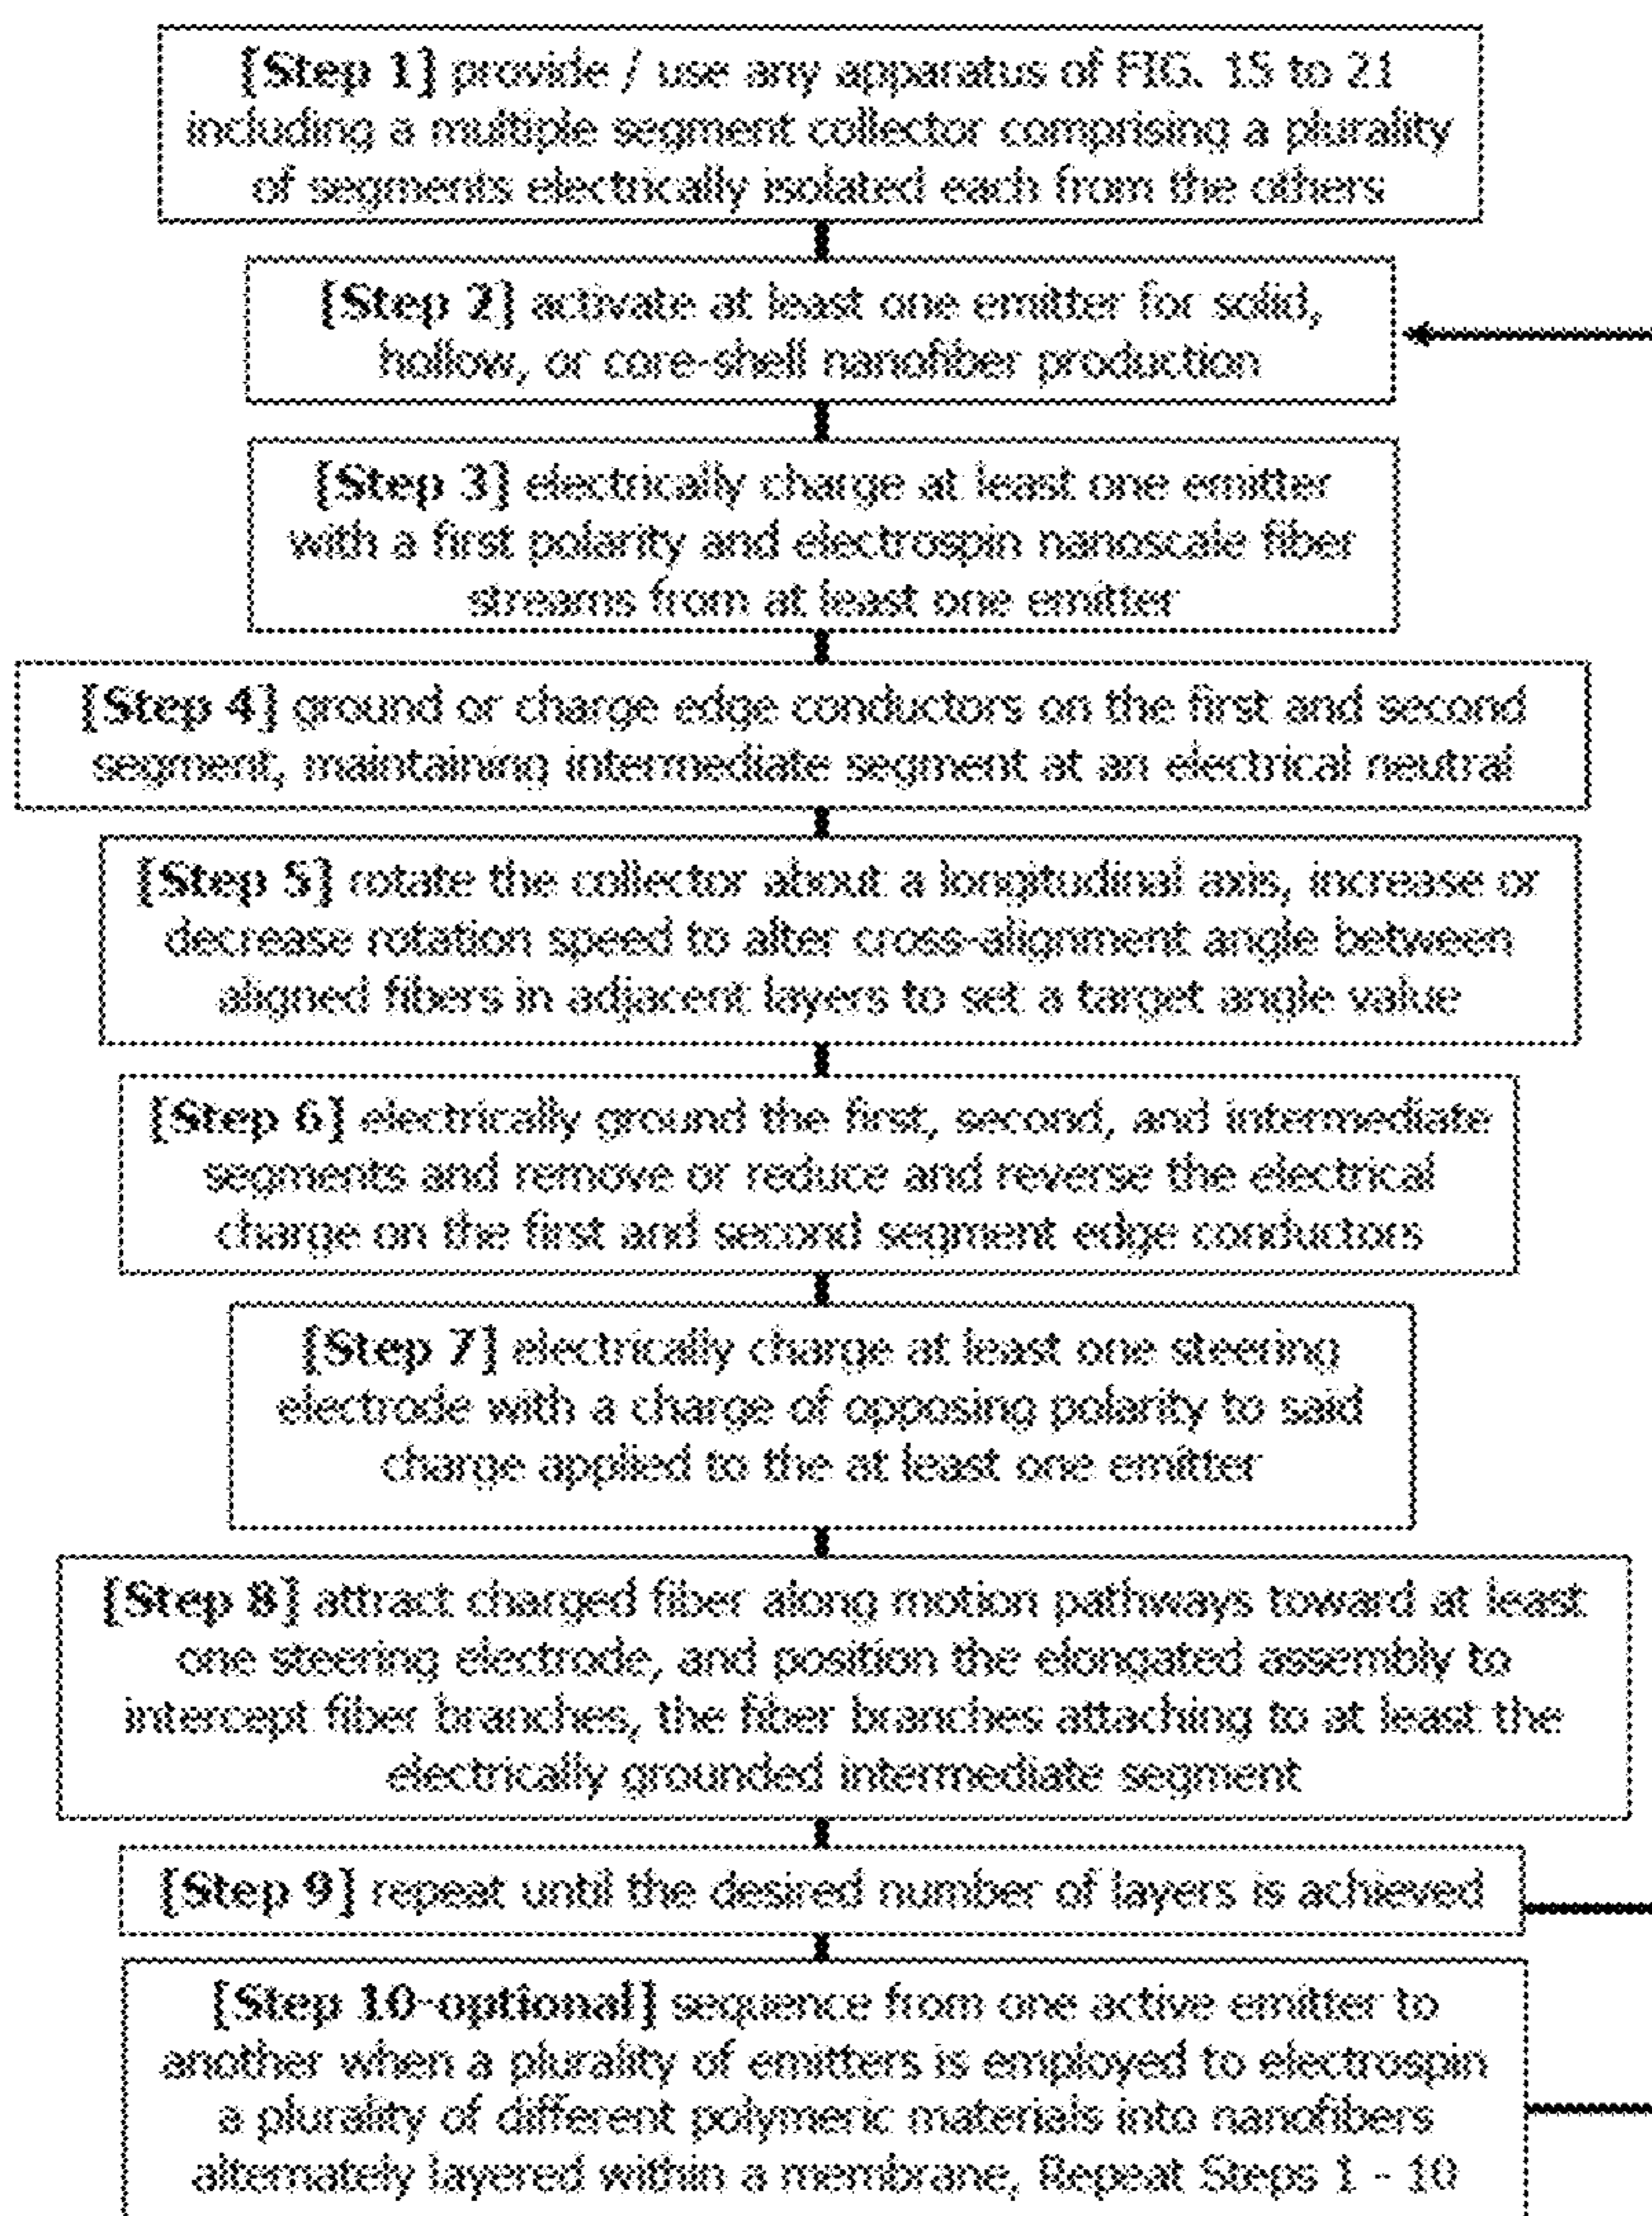 [Step 1] provide / use any apparatus of FIG. 15 to 21
including a multiple segment collector comprising a plurality
of segments electrically isolated each from the others
[Step 2] activate at least one emitter for solid,
hollow, or core-shell nanofiber production
[Step 3] electrically charge at least one emitter
with a first polarity and electrospin nanoscale fiber
streams from at least one emitter
[Step 4] ground or charge edge conductors on the first and second
segment, maintaining intermediate segment at an electrical neutral
[Step 5] rotate the collector about a longitudinal axis, increase or
decrease rotation speed to alter cross-alignment angle between
aligned fibers in adjacent layers to set a target angle value
[Step 6] electrically ground the first, second, and intermediate
segments and remove or reduce and reverse the electrical
charge on the first and second segment edge conductors
[Step 7] electrically charge at least one steering
electrode with a charge of opposing polarity to said
charge applied to the at least one emitter
[Step 8] attract charged fiber along motion pathways toward at least
one steering electrode, and position the elongated assembly to
intercept fiber branches, the fiber branches attaching to at least the
electrically grounded intermediate segment
[Step 9] repeat until the desired number of layers is achieved
[Step 10-optional] sequence from one active emitter to
another when a plurality of emitters is employed to electrospin
a plurality of different polymeric materials into nanofibers
alternately layered within a membrane, Repeat Steps 1 - 10